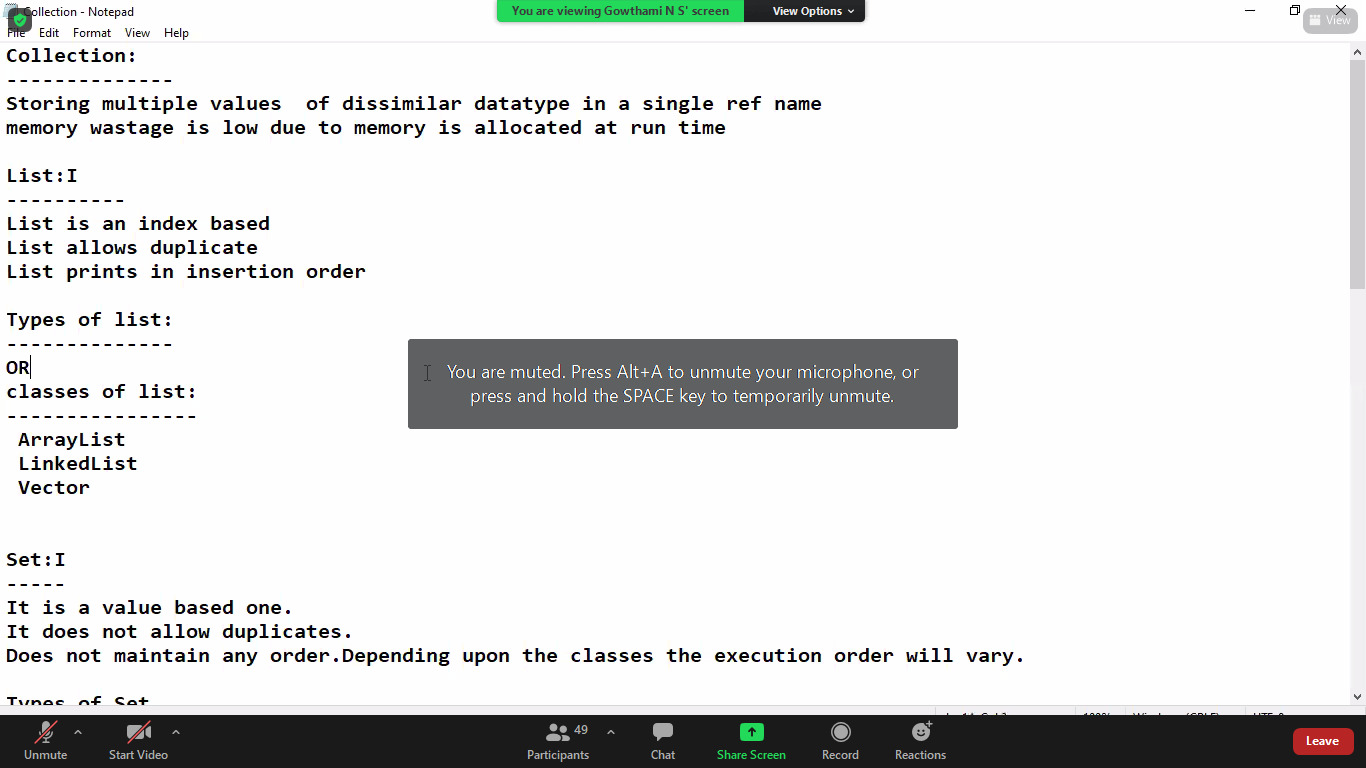 Collection - Notepad
You are viewing Gowthami N S' screen
View Options
View
File Edit Format View Help
Collection:
--------------
Storing multiple values  of dissimilar datatype in a single ref name
memory wastage is low due to memory is allocated at run time
List:I
----------
List is an index based
List allows duplicate
List prints in insertion order
Types of list:
--------------
OR
classes of list:
----------------
ArrayList
LinkedList
Vector
You are muted. Press Alt+A to unmute your microphone, or
press and hold the SPACE key to temporarily unmute.
Set:I
-----
It is a value based one.
It does not allow duplicates.
Does not maintain any order.Depending upon the classes the execution order will vary.
Types of Set
Unmute
Start Video
Participants
49
Chat
Share Screen
Record
Reactions
Leave